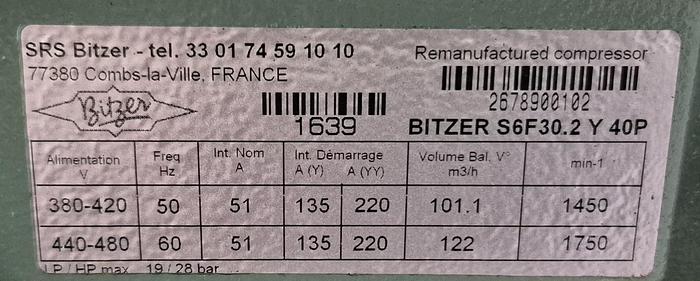 SRS Bitzer - tel. 33 01 74 59 10 10
Remanufactured compressor
77380 Combs-la-Ville, FRANCE
2678900102
Bitzer
1639
BITZER S6F30.2 Y 40P
Alimentation V Freq Hz Int. Nom A Int. Démarrage A (Y) A (YY) Volume Bal. V° m3/h min-1
380-420 50 51 135 220 101.1 1450
440-480 60 51 135 220 122 1750
LP / HP max 19 / 28 bar